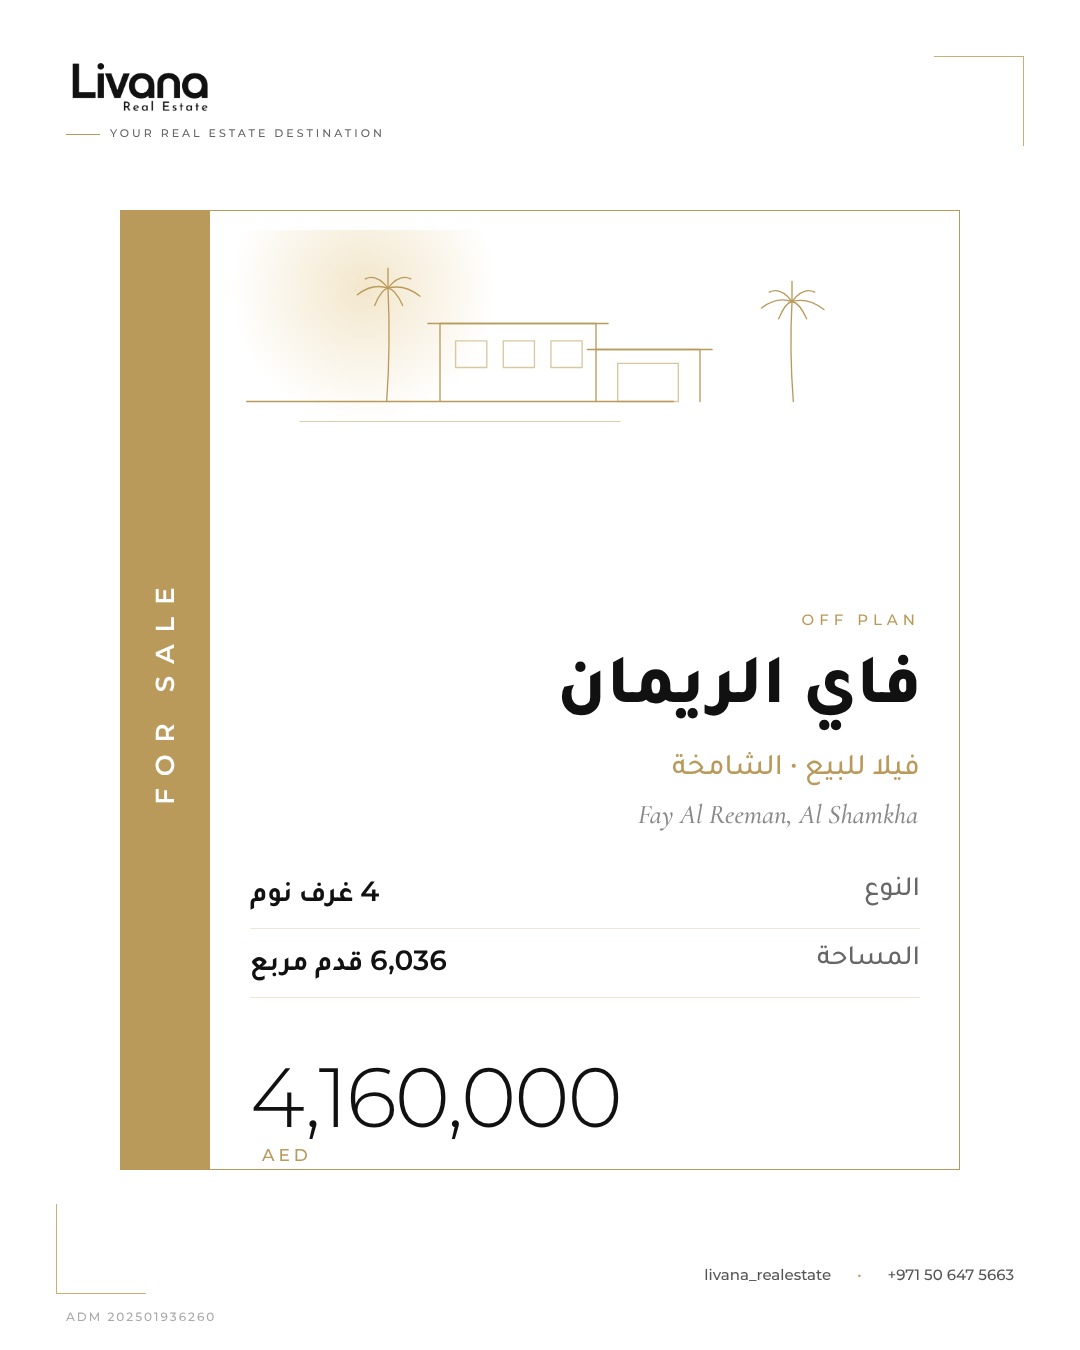 Livana
Real Estate
YOUR REAL ESTATE DESTINATION
FOR SALE
OFF PLAN
فاي الريمان
فيلا للبيع · الشامخة
Fay Al Reeman, Al Shamkha
النوع 4 غرف نوم
المساحة 6,036 قدم مربع
4,160,000
AED
livana_realestate · +971 50 647 5663
ADM 202501936260